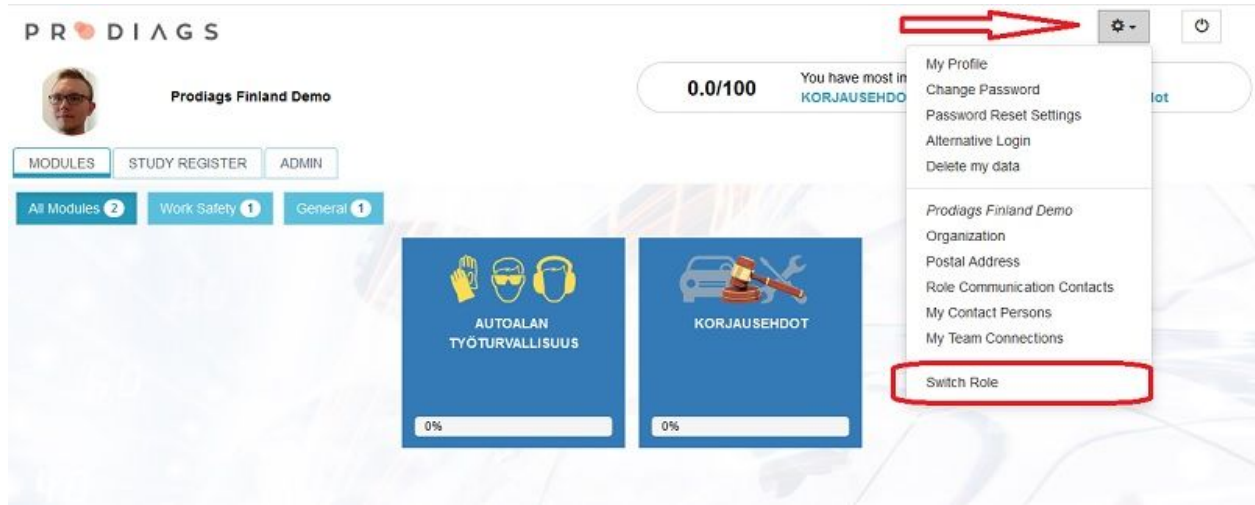 PRODIAGS
Prodiags Finland Demo
0.0/100
You have most
KORJAUSEHDO
MODULES
STUDY REGISTER
ADMIN
All Modules 2
Work Safety 1
General 1
AUTOALAN
TYÖTURVALLISUUS
0%
KORJAUSEHDOT
0%
My Profile
Change Password
Password Reset Settings
Alternative Login
Delete my data
Prodiags Finland Demo
Organization
Postal Address
Role Communication Contacts
My Contact Persons
My Team Connections
Switch Role